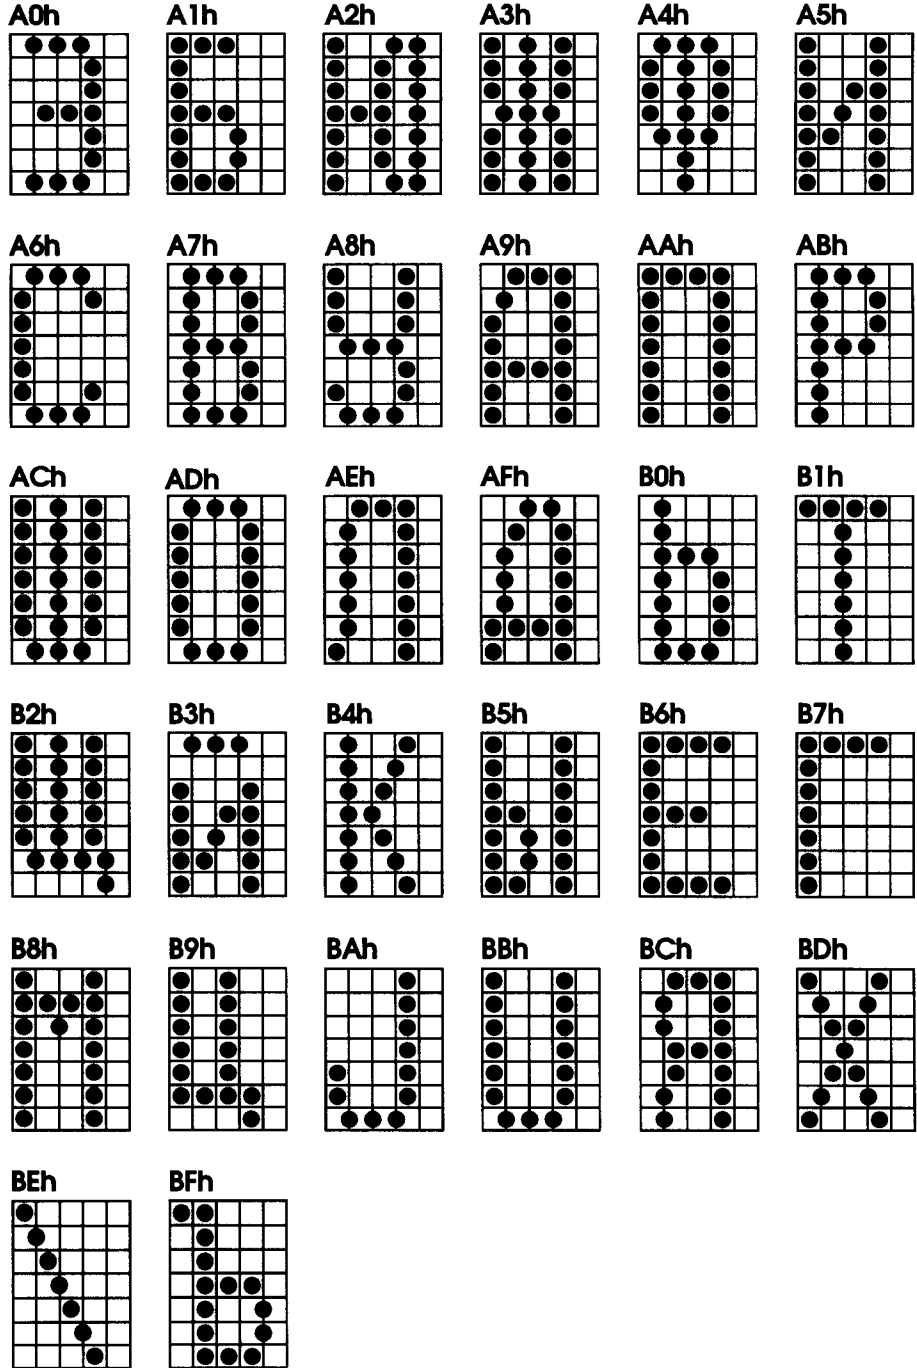 A0h A1h A2h A3h A4h A5h
A6h A7h A8h A9h AAh ABh
ACh ADh AEh AFh B0h B1h
B2h B3h B4h B5h B6h B7h
B8h B9h BAh BBh BCh BDh
BEh BFh